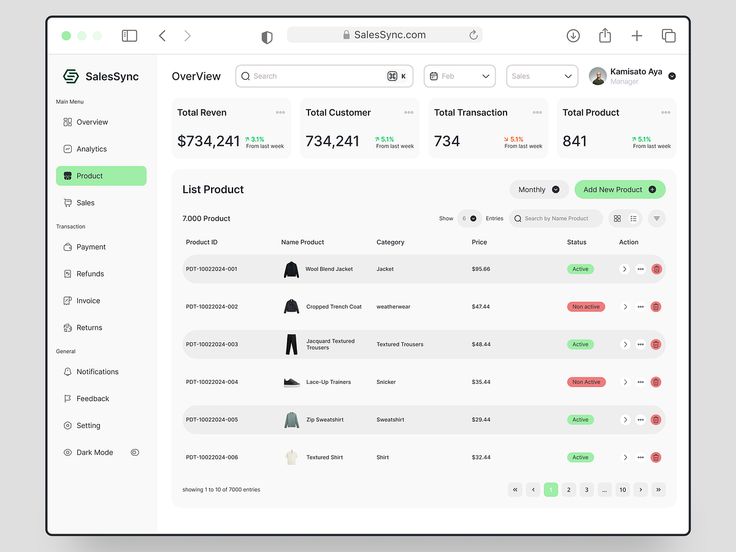 SalesSync.com
SalesSync
Main Menu
Overview
Analytics
Product
Sales
Transaction
Payment
Refunds
Invoice
Returns
General
Notifications
Feedback
Setting
Dark Mode
OverView
Search
K
Feb
Sales
Kamisato Aya
Manager
Total Reven
$734,241
3,1%
From last week
Total Customer
734,241
5,1%
From last week
Total Transaction
734
5,1%
From last week
Total Product
841
5,1%
From last week
List Product
Monthly
Add New Product
7.000 Product
Show 6 Entries
Search by Name Product
Product ID Name Product Category Price Status Action
PDT-10022024-001 Wool Blend Jacket Jacket $95.66 Active
PDT-10022024-002 Cropped Trench Coat weatherwear $47.44 Non active
PDT-10022024-003 Jacquard Textured Trousers Textured Trousers $48.44 Active
PDT-10022024-004 Lace-Up Trainers Snicker $35.44 Non Active
PDT-10022024-005 Zip Sweatshirt Sweatshirt $29.44 Active
PDT-10022024-006 Textured Shirt Shirt $32.44 Active
showing 1 to 10 of 7000 entries
« ‹ 1 2 3 ... 10 › »